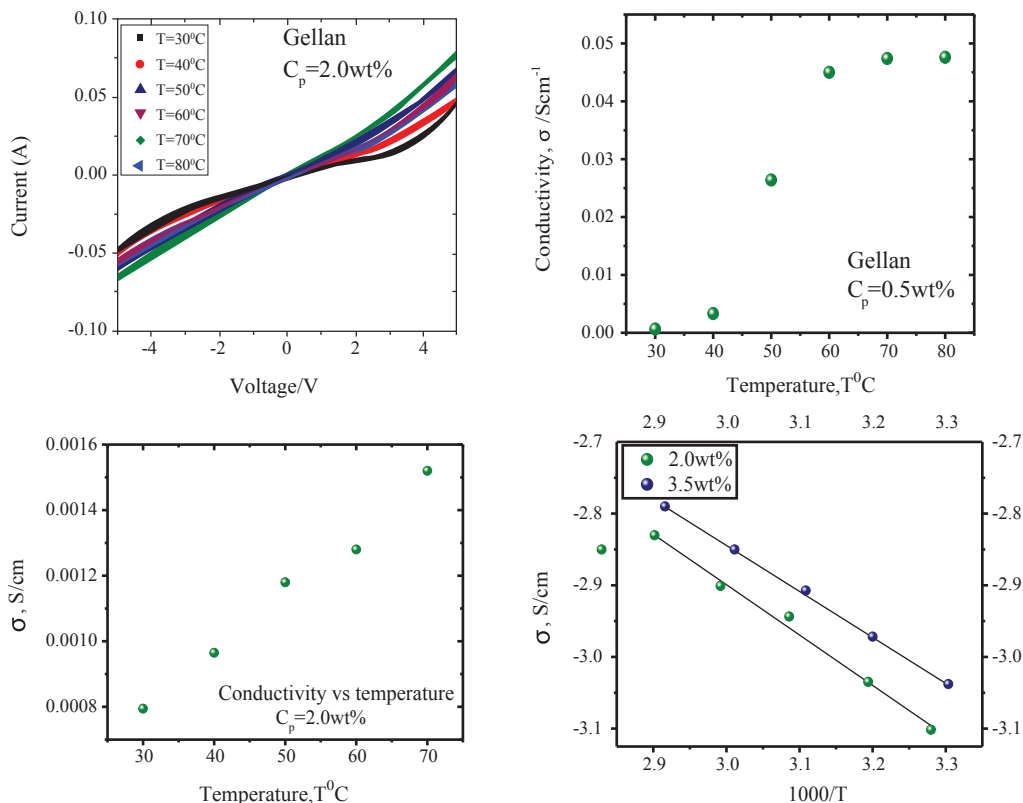 0.10
0.05
0.00
-0.05
-0.10
Current (A)
T=30⁰C
T=40⁰C
T=50⁰C
T=60⁰C
T=70⁰C
T=80⁰C
Gellan
Cₚ=2.0wt%
-4 -2 0 2 4
Voltage/V
0.05
0.04
0.03
0.02
0.01
0.00
Conductivity, σ /Scm⁻¹
Gellan
Cₚ=0.5wt%
30 40 50 60 70 80
Temperature,T⁰C
0.0016
0.0014
0.0012
0.0010
0.0008
σ, S/cm
Conductivity vs temperature
Cₚ=2.0wt%
30 40 50 60 70
Temperature,T⁰C
2.9 3.0 3.1 3.2 3.3
-2.7 -2.7
2.0wt%
3.5wt%
-2.8 -2.8
-2.9 -2.9
-3.0 -3.0
-3.1 -3.1
σ, S/cm
2.9 3.0 3.1 3.2 3.3
1000/T